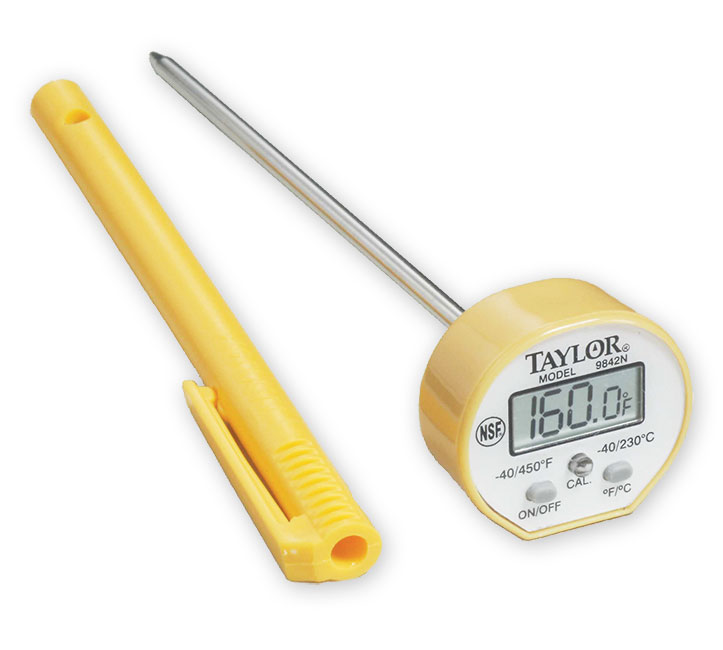 TAYLOR®
MODEL 9842N
160.0°F
NSF
-40/450°F -40/230°C
CAL.
ON/OFF °F/°C